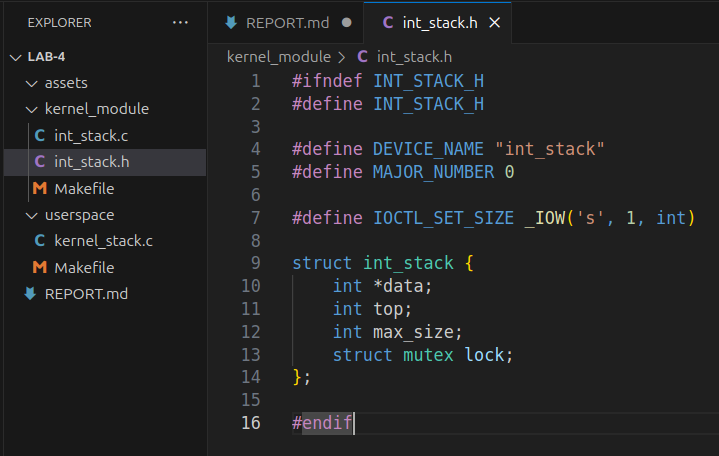 EXPLORER ···
LAB-4
assets
kernel_module
C int_stack.c
C int_stack.h
M Makefile
userspace
C kernel_stack.c
M Makefile
REPORT.md
REPORT.md
C int_stack.h
kernel_module > C int_stack.h
1 #ifndef INT_STACK_H
2 #define INT_STACK_H
3
4 #define DEVICE_NAME "int_stack"
5 #define MAJOR_NUMBER 0
6
7 #define IOCTL_SET_SIZE _IOW('s', 1, int)
8
9 struct int_stack {
10     int *data;
11     int top;
12     int max_size;
13     struct mutex lock;
14 };
15
16 #endif